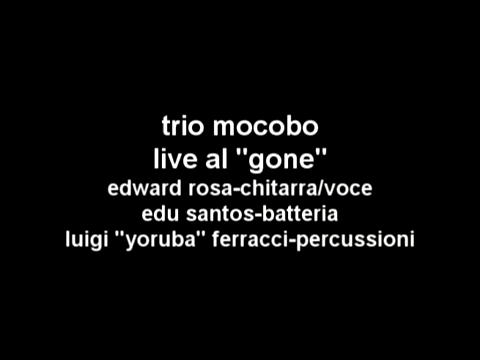 trio mocobo
live al "gone"
edward rosa-chitarra/voce
edu santos-batteria
luigi "yoruba" ferracci-percussioni